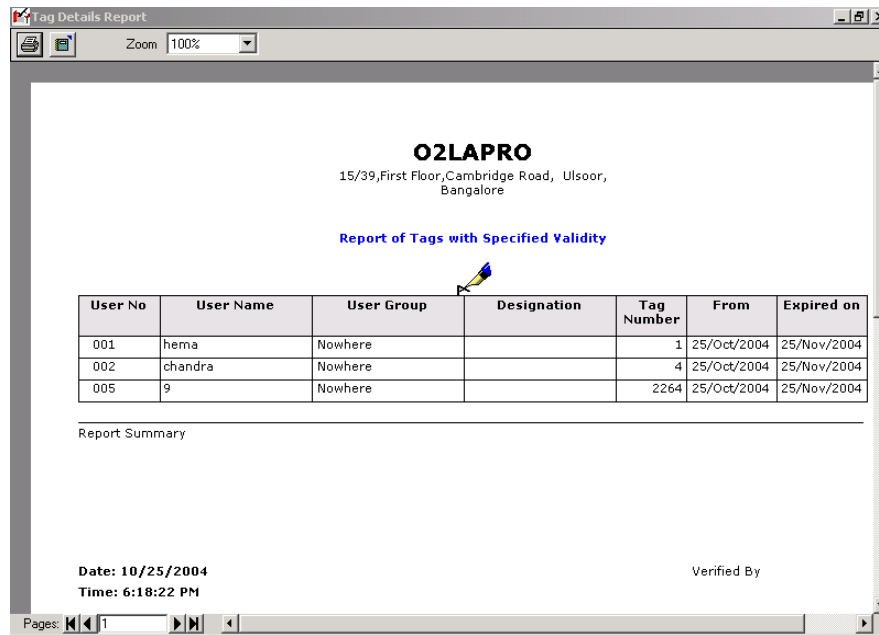 Tag Details Report
Zoom 100%
O2LAPRO
15/39,First Floor,Cambridge Road, Ulsoor,
Bangalore
Report of Tags with Specified Validity
User No User Name User Group Designation Tag Number From Expired on
001 hema Nowhere 1 25/Oct/2004 25/Nov/2004
002 chandra Nowhere 4 25/Oct/2004 25/Nov/2004
005 9 Nowhere 2264 25/Oct/2004 25/Nov/2004
Report Summary
Date: 10/25/2004 Verified By
Time: 6:18:22 PM
Pages: 1